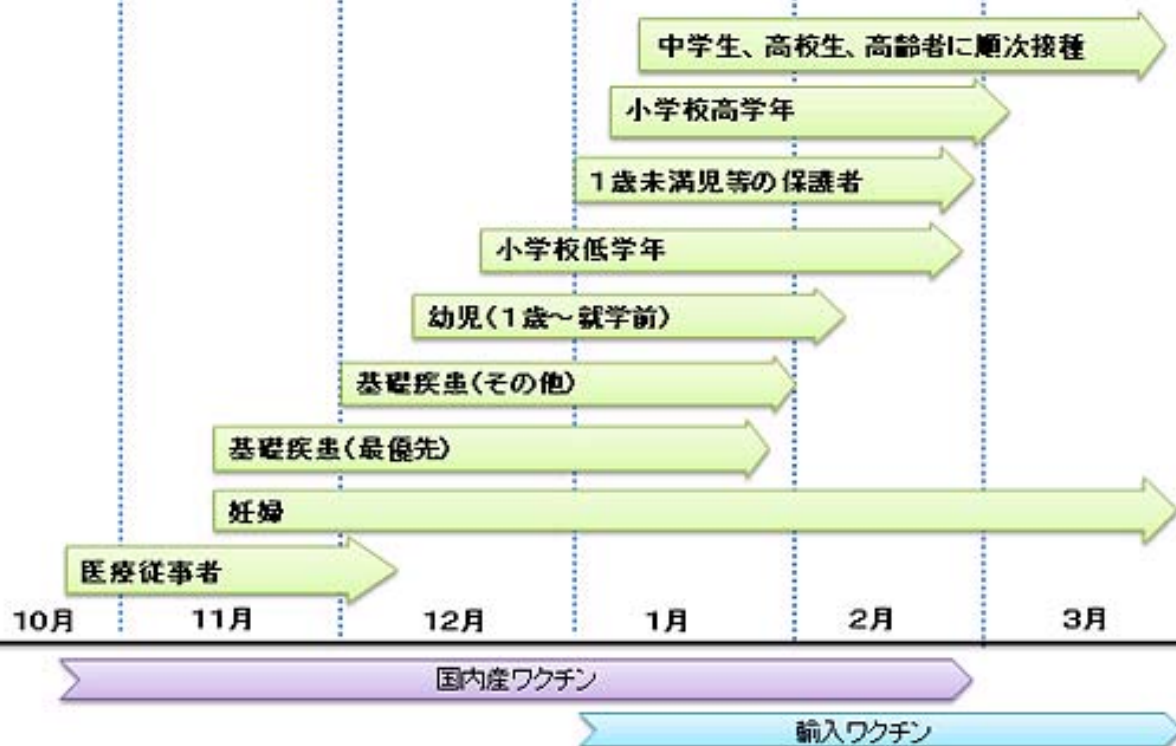 中学生、高校生、高齢者に順次接種
小学校高学年
１歳未満児等の保護者
小学校低学年
幼児（１歳～就学前）
基礎疾患（その他）
基礎疾患（最優先）
妊婦
医療従事者
10月 11月 12月 1月 2月 3月
国内産ワクチン
輸入ワクチン